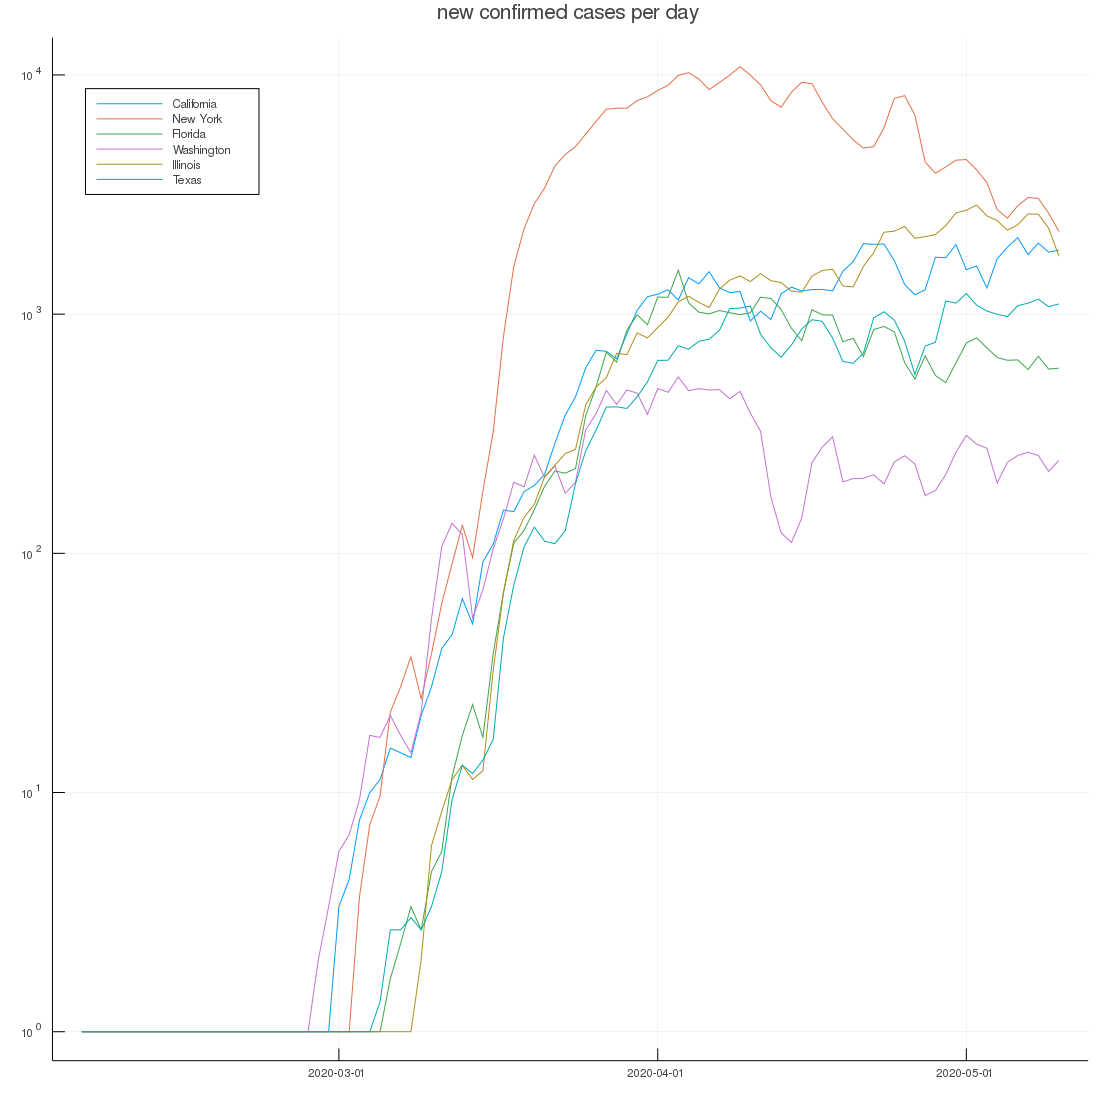 new confirmed cases per day
10^4
California
New York
Florida
Washington
Illinois
Texas
10^3
10^2
10^1
10^0
2020-03-01 2020-04-01 2020-05-01